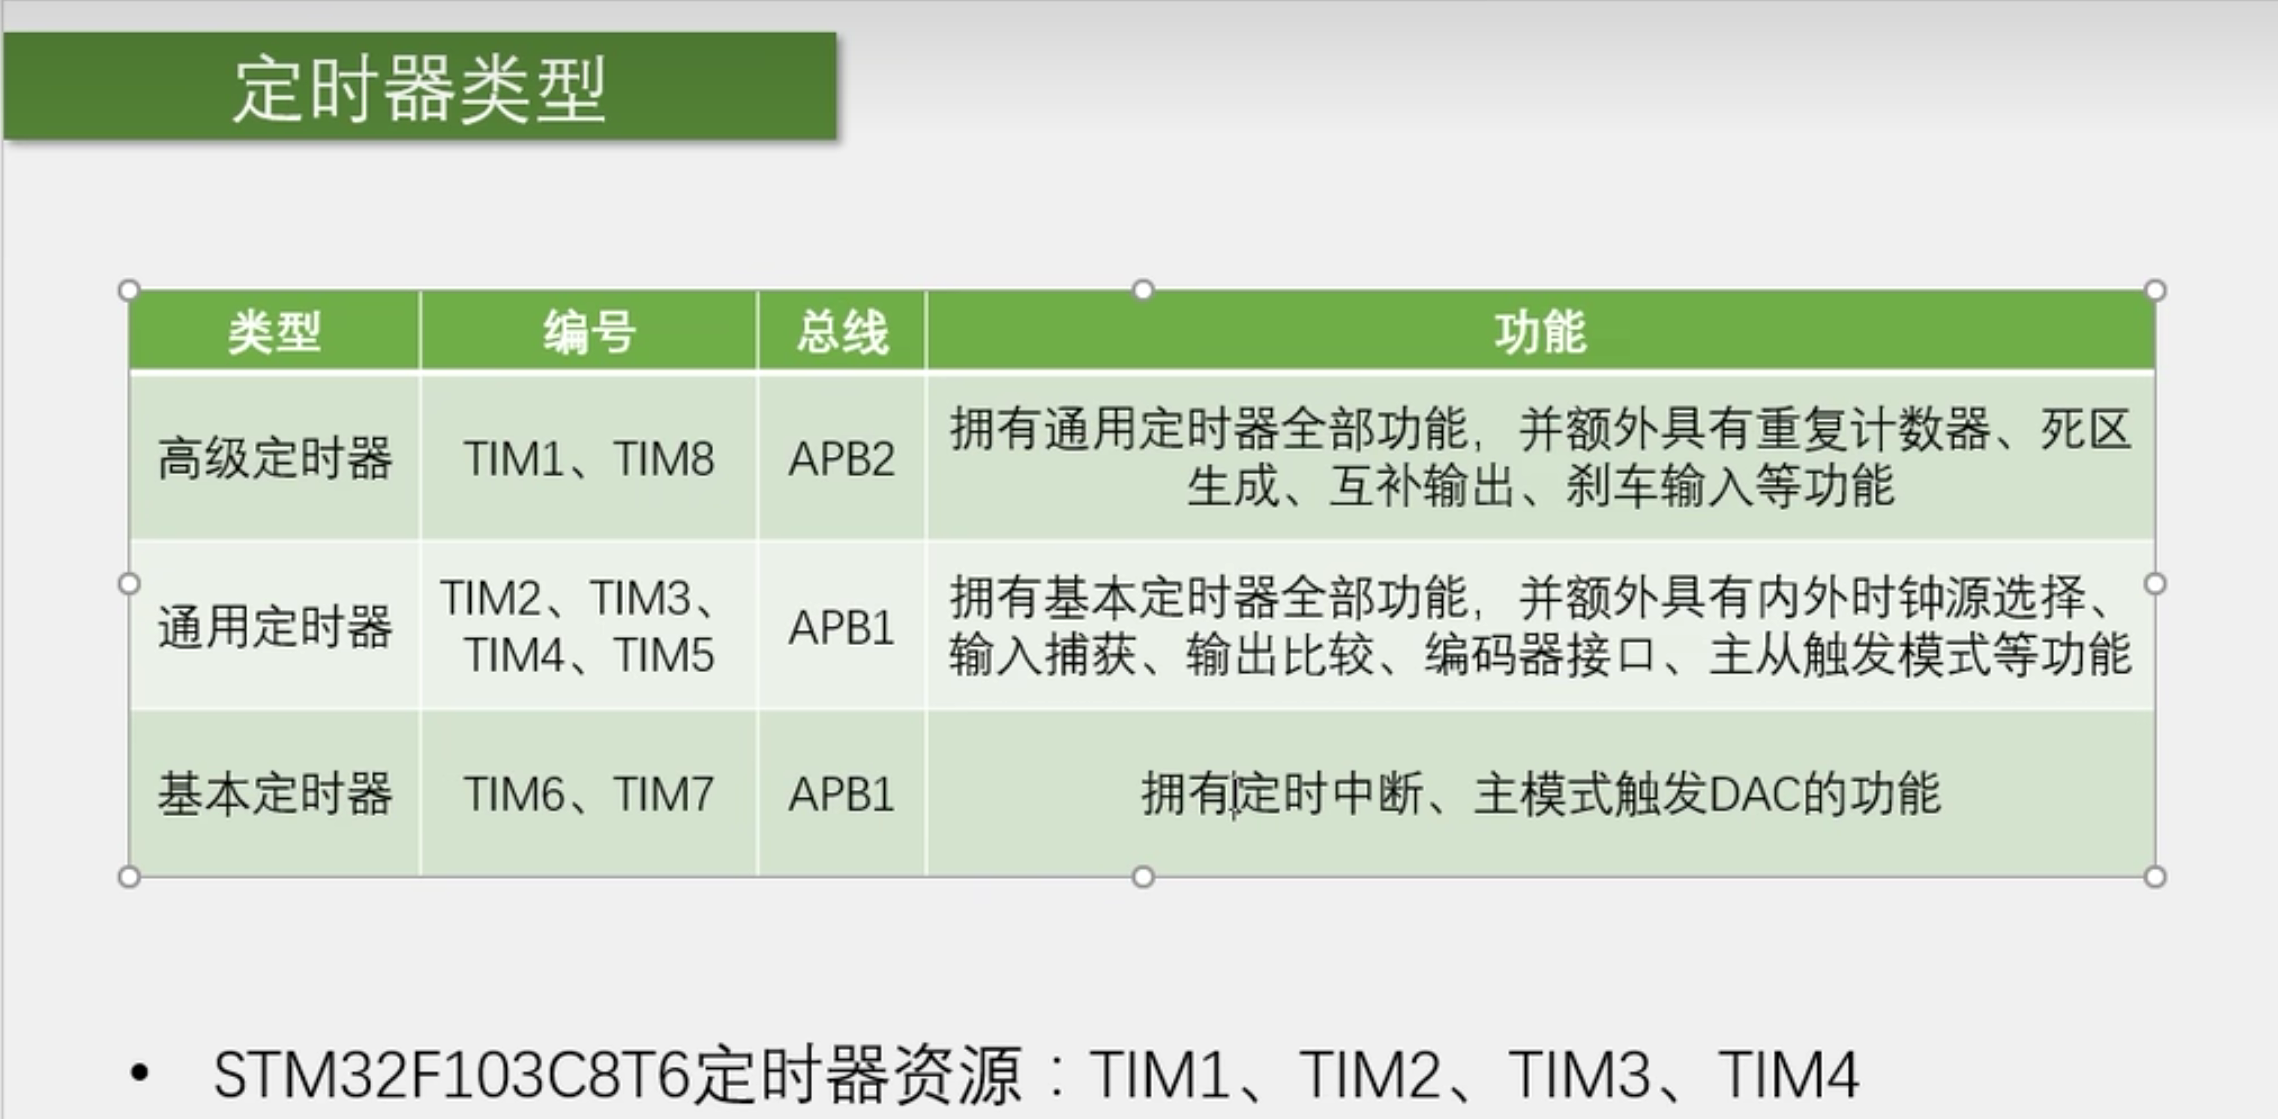 定时器类型
类型 编号 总线 功能
高级定时器 TIM1、TIM8 APB2 拥有通用定时器全部功能，并额外具有重复计数器、死区
生成、互补输出、刹车输入等功能
通用定时器 TIM2、TIM3、
TIM4、TIM5 APB1 拥有基本定时器全部功能，并额外具有内外时钟源选择、
输入捕获、输出比较、编码器接口、主从触发模式等功能
基本定时器 TIM6、TIM7 APB1 拥有定时中断、主模式触发DAC的功能
• STM32F103C8T6定时器资源：TIM1、TIM2、TIM3、TIM4